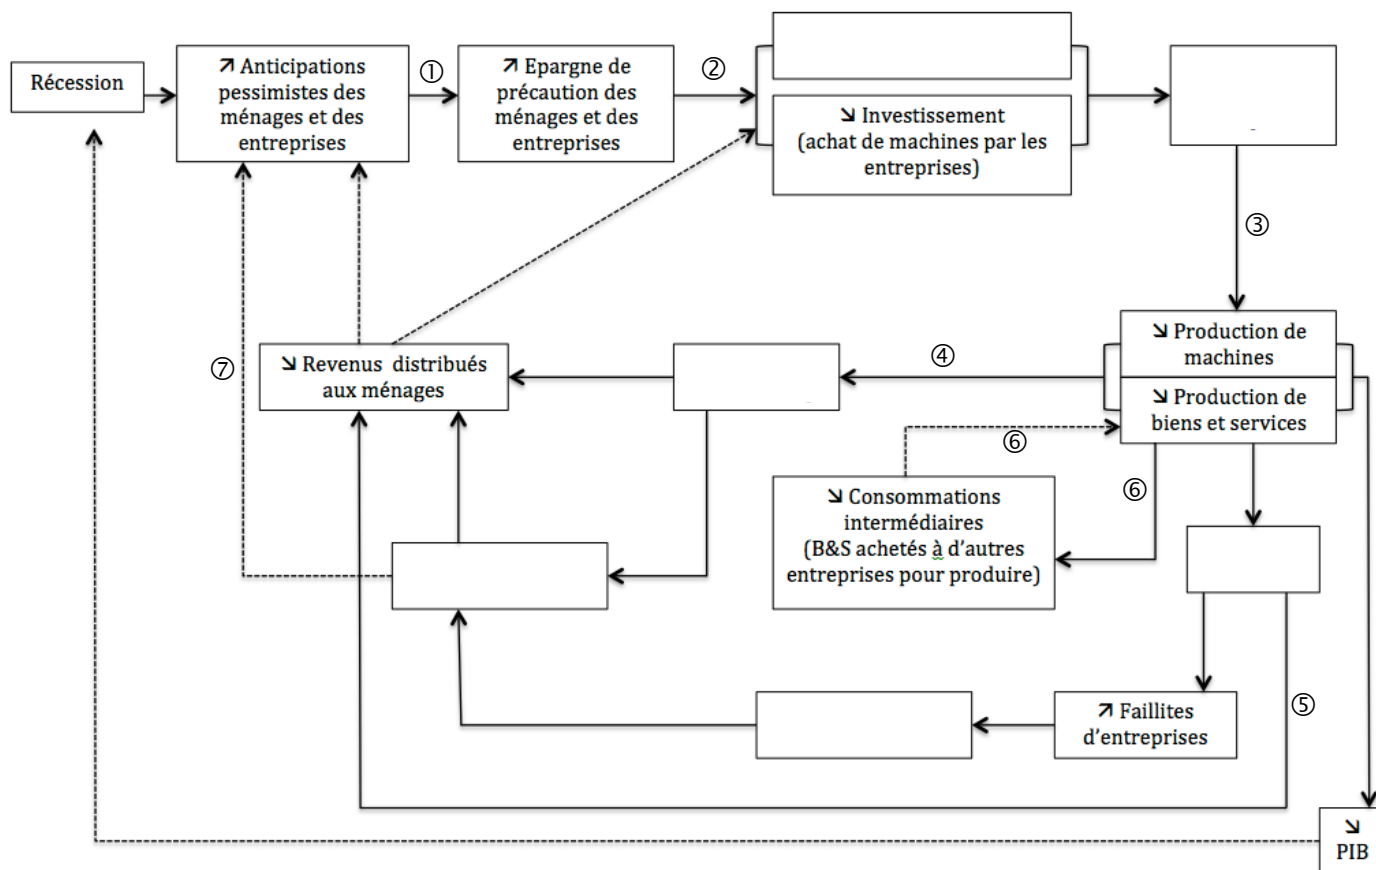 Récession
↗ Anticipations
pessimistes des
ménages et des
entreprises
①
↗ Epargne de
précaution des
ménages et des
entreprises
②
↘ Investissement
(achat de machines par les
entreprises)
③
↘ Production de
machines
↘ Production de
biens et services
④
↘ Revenus distribués
aux ménages
⑦
⑥
⑥
↘ Consommations
intermédiaires
(B&S achetés à d'autres
entreprises pour produire)
↗ Faillites
d'entreprises
⑤
↘
PIB